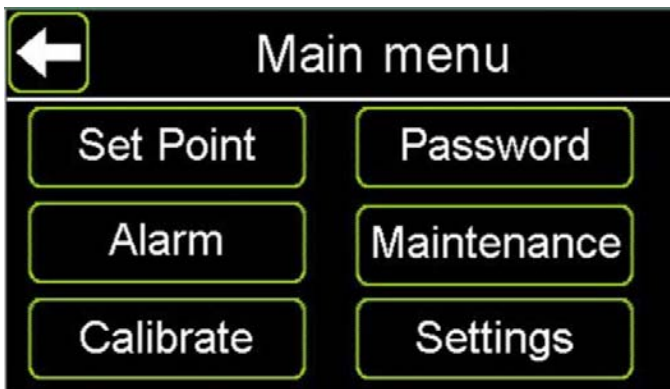 Main menu
Set Point
Password
Alarm
Maintenance
Calibrate
Settings